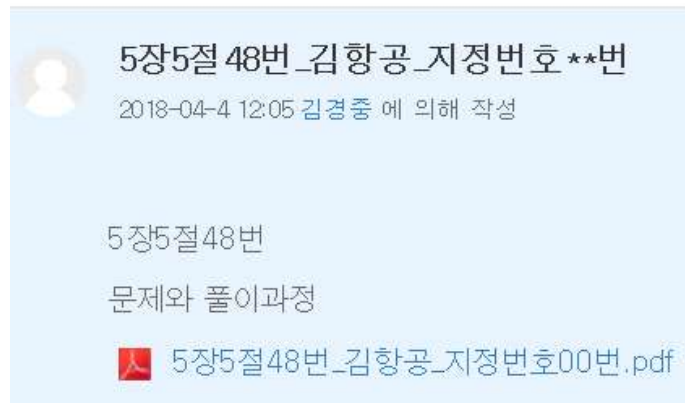 5장5절48번_김항공_지정번호**번
2018-04-4 12:05 김경중 에 의해 작성
5장5절48번
문제와 풀이과정
5장5절48번_김항공_지정번호00번.pdf